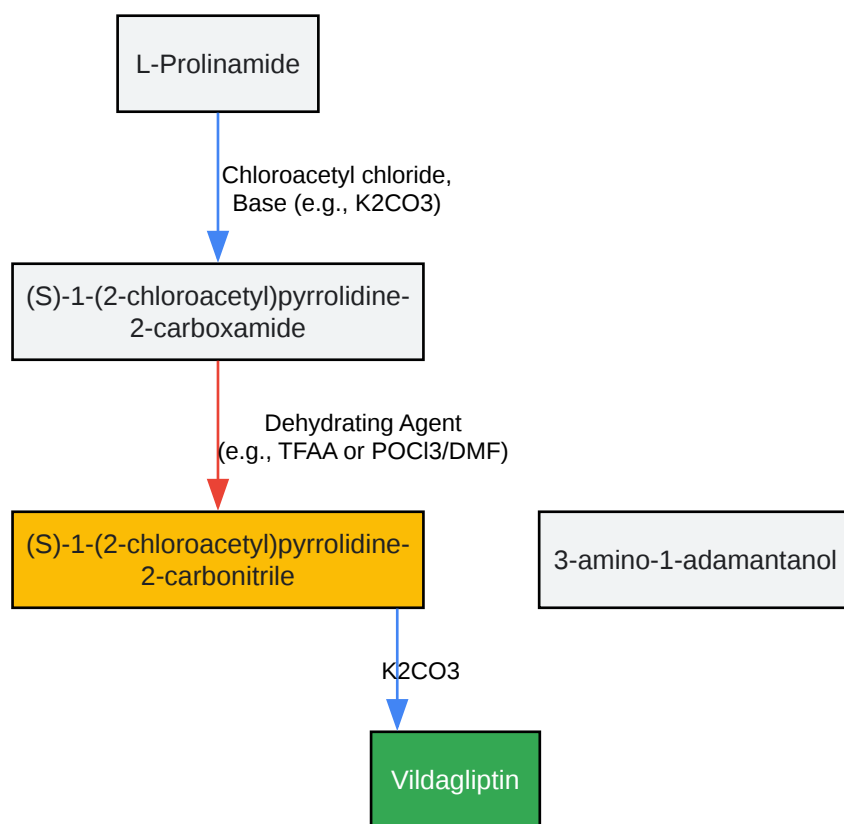 L-Prolinamide
Chloroacetyl chloride,
Base (e.g., K2CO3)
(S)-1-(2-chloroacetyl)pyrrolidine-
2-carboxamide
Dehydrating Agent
(e.g., TFAA or POCl3/DMF)
(S)-1-(2-chloroacetyl)pyrrolidine-
2-carbonitrile
3-amino-1-adamantanol
K2CO3
Vildagliptin